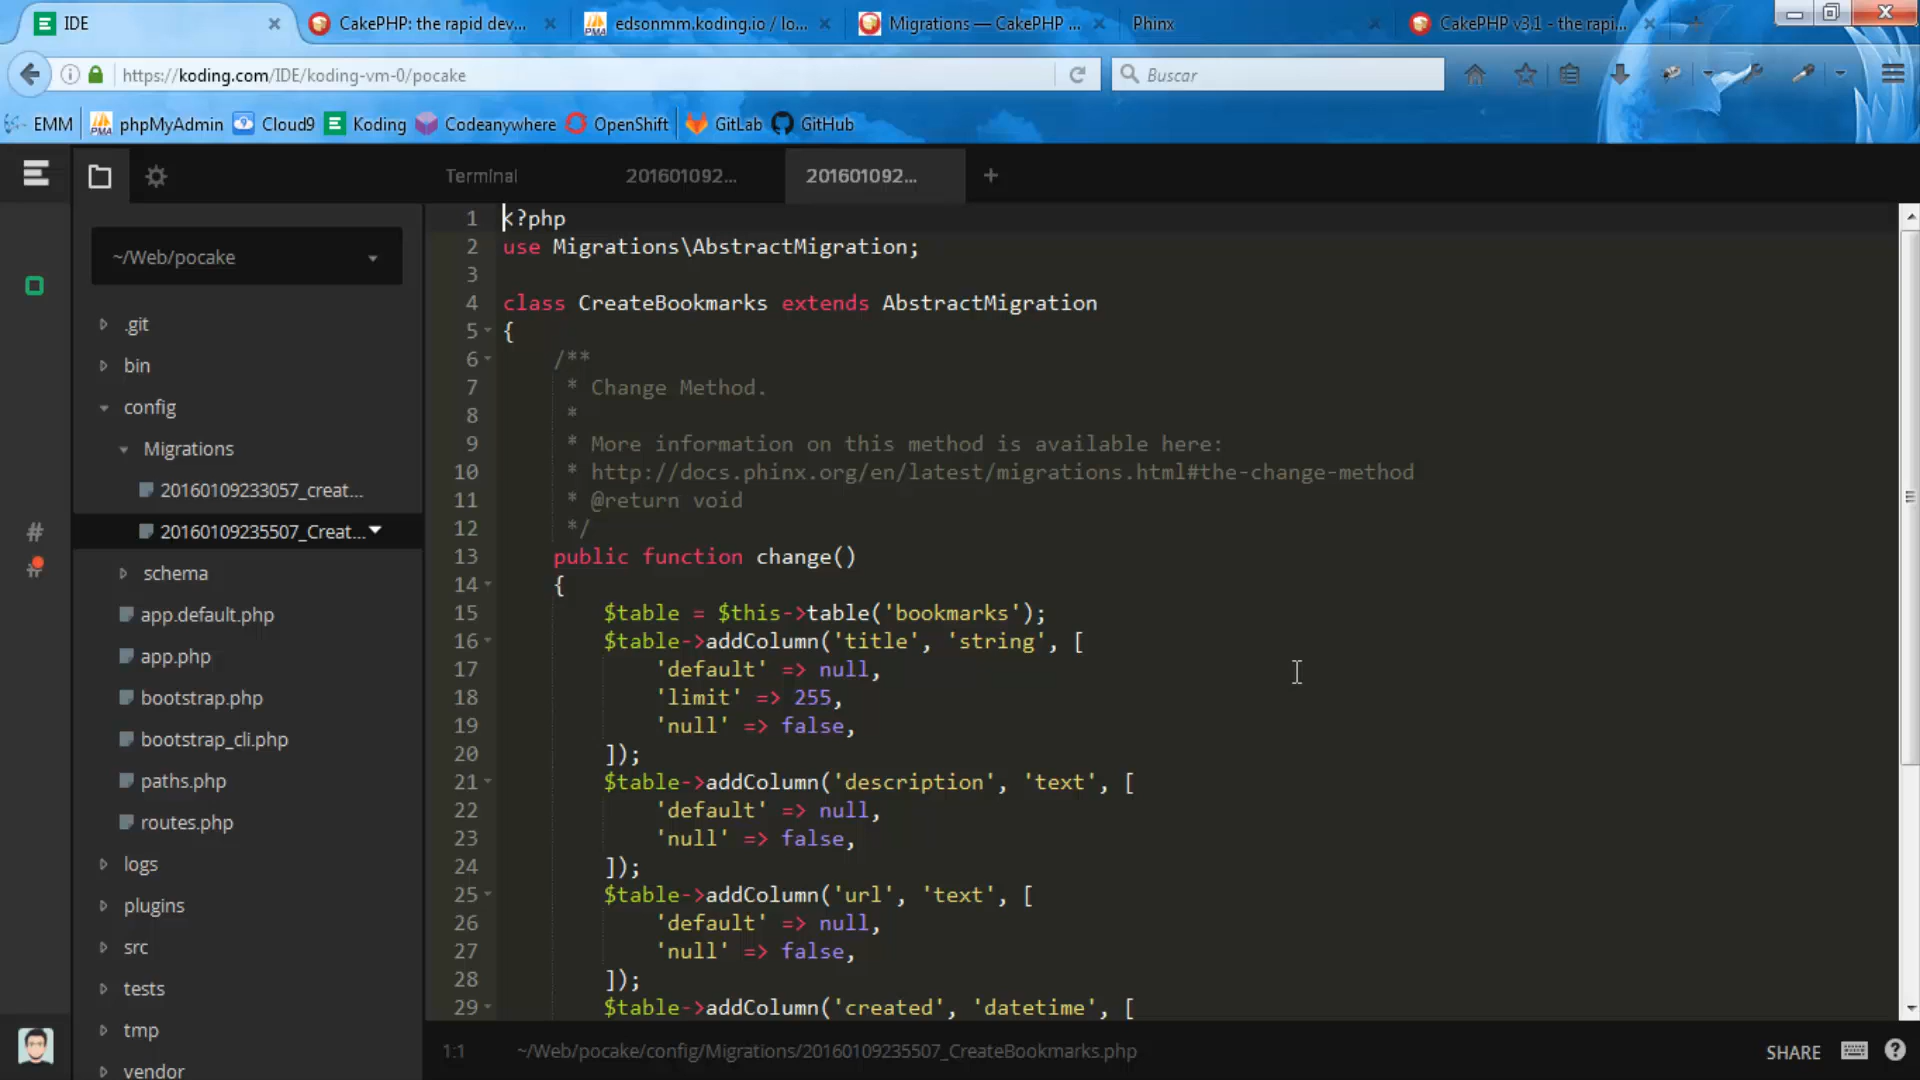 IDE
CakePHP: the rapid dev...
edsonmm.koding.io / lo...
Migrations — CakePHP ...
Phinx
CakePHP v3.1 - the rapi...
https://koding.com/IDE/koding-vm-0/pocake
Buscar
EMM
phpMyAdmin
Cloud9
Koding
Codeanywhere
OpenShift
GitLab
GitHub
Terminal
201601092...
201601092...
~/Web/pocake
.git
bin
config
Migrations
20160109233057_creat...
20160109235507_Creat...
schema
app.default.php
app.php
bootstrap.php
bootstrap_cli.php
paths.php
routes.php
logs
plugins
src
tests
tmp
vendor
1 <?php
2 use Migrations\AbstractMigration;
3
4 class CreateBookmarks extends AbstractMigration
5 {
6 /**
7 * Change Method.
8 *
9 * More information on this method is available here:
10 * http://docs.phinx.org/en/latest/migrations.html#the-change-method
11 * @return void
12 */
13 public function change()
14 {
15 $table = $this->table('bookmarks');
16 $table->addColumn('title', 'string', [
17 'default' => null,
18 'limit' => 255,
19 'null' => false,
20 ]);
21 $table->addColumn('description', 'text', [
22 'default' => null,
23 'null' => false,
24 ]);
25 $table->addColumn('url', 'text', [
26 'default' => null,
27 'null' => false,
28 ]);
29 $table->addColumn('created', 'datetime', [
1:1
~/Web/pocake/config/Migrations/20160109235507_CreateBookmarks.php
SHARE